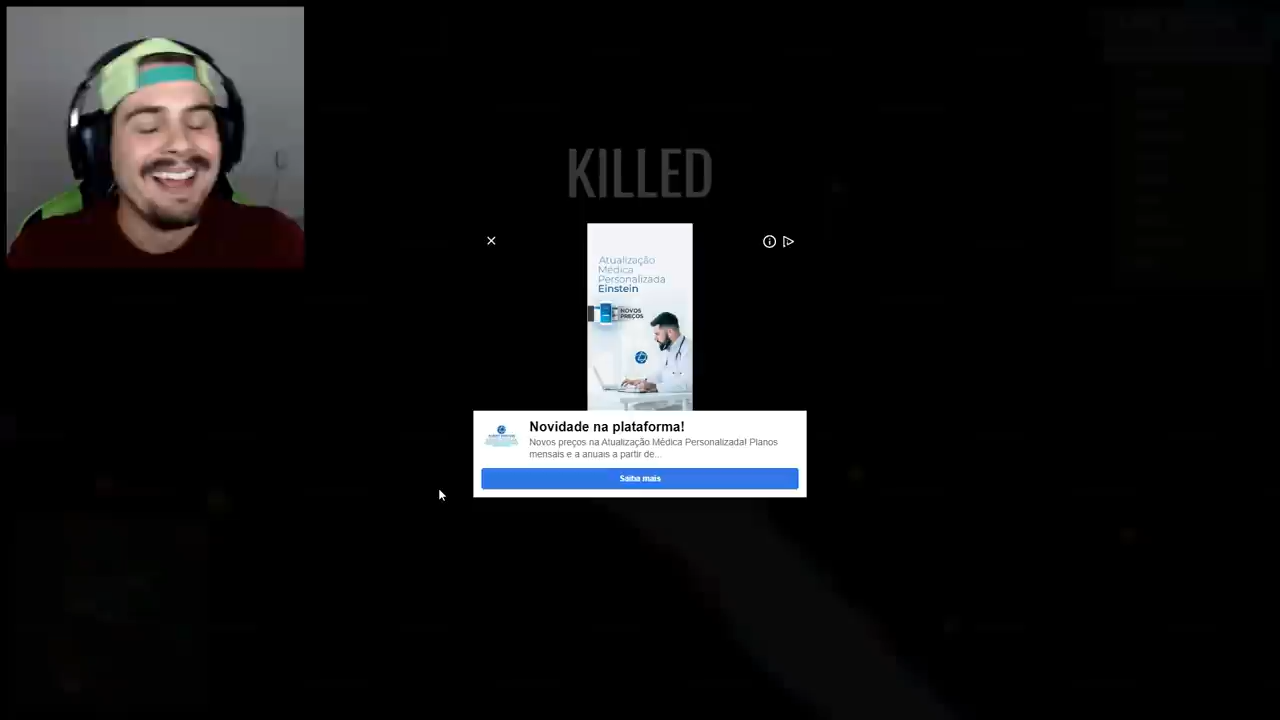 KILLED
Atualização
Médica
Personalizada
Einstein
NOVOS
PREÇOS
Novidade na plataforma!
Novos preços na Atualização Médica Personalizada! Planos
mensais e a anuais a partir de...
Saiba mais